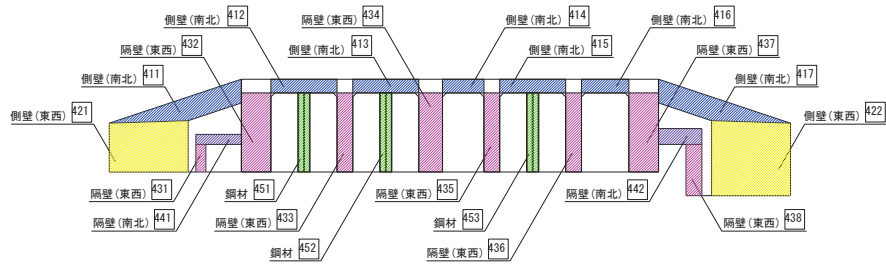 側壁(南北) 412
隔壁(東西) 434
側壁(南北) 414
側壁(南北) 416
隔壁(東西) 432
側壁(南北) 413
側壁(南北) 415
隔壁(東西) 437
側壁(南北) 411
側壁(南北) 417
側壁(東西) 421
側壁(東西) 422
隔壁(東西) 431
鋼材 451
隔壁(東西) 435
隔壁(南北) 442
隔壁(南北) 441
隔壁(東西) 433
鋼材 453
隔壁(東西) 438
鋼材 452
隔壁(東西) 436